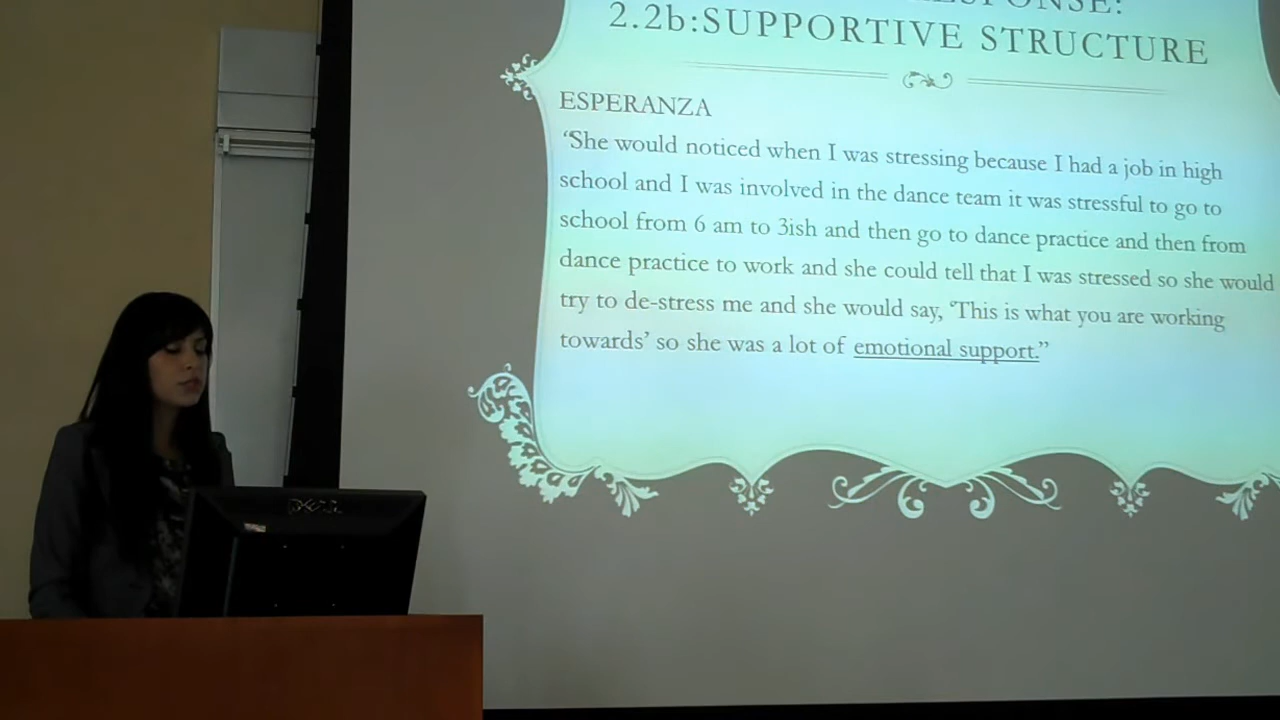 2.2b:SUPPORTIVE STRUCTURE
ESPERANZA
“She would noticed when I was stressing because I had a job in high
school and I was involved in the dance team it was stressful to go to
school from 6 am to 3ish and then go to dance practice and then from
dance practice to work and she could tell that I was stressed so she would
try to de-stress me and she would say, ‘This is what you are working
towards’ so she was a lot of emotional support.”
DELL